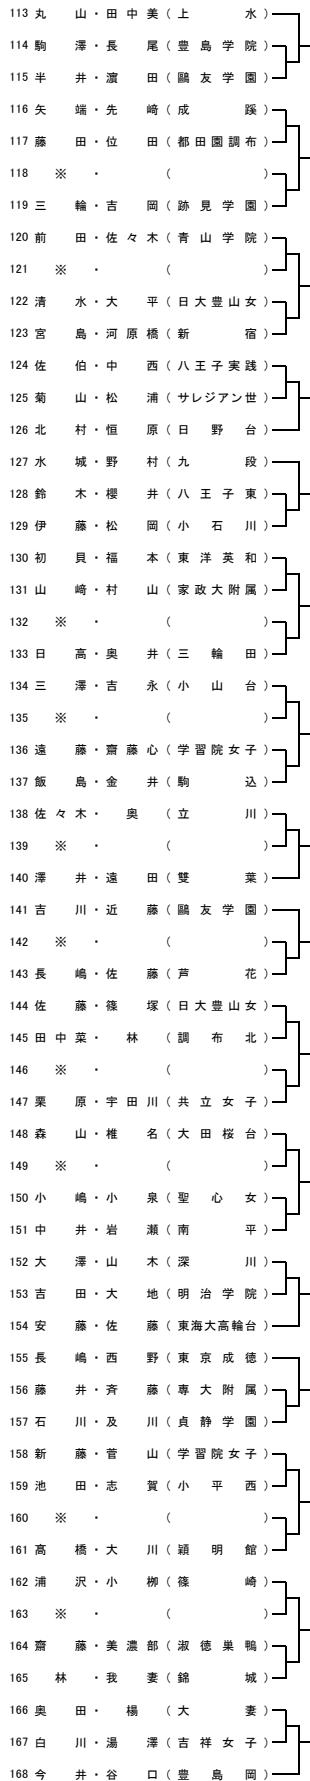 113 丸山・田中美(上水)
114 駒澤・長尾(豊島学院)
115 半井・濵田(鷗友学園)
116 矢端・先﨑(成蹊)
117 藤田・位田(都田園調布)
118 ※・( )
119 三輪・吉岡(跡見学園)
120 前田・佐々木(青山学院)
121 ※・( )
122 清水・大平(日大豊山女)
123 宮島・河原橋(新宿)
124 佐伯・中西(八王子実践)
125 菊山・松浦(サレジアン世)
126 北村・恒原(日野台)
127 水城・野村(九段)
128 鈴木・櫻井(八王子東)
129 伊藤・松岡(小石川)
130 初貝・福本(東洋英和)
131 山﨑・村山(家政大附属)
132 ※・( )
133 日高・奥井(三輪田)
134 三澤・吉永(小山台)
135 ※・( )
136 遠藤・齋藤心(学習院女子)
137 飯島・金井(駒込)
138 佐々木・奥(立川)
139 ※・( )
140 澤井・遠田(雙葉)
141 吉川・近藤(鷗友学園)
142 ※・( )
143 長嶋・佐藤(芦花)
144 佐藤・篠塚(日大豊山女)
145 田中菜・林(調布北)
146 ※・( )
147 栗原・宇田川(共立女子)
148 森山・椎名(大田桜台)
149 ※・( )
150 小嶋・小泉(聖心女)
151 中井・岩瀬(南平)
152 大澤・山木(深川)
153 吉田・大地(明治学院)
154 安藤・佐藤(東海大高輪台)
155 長嶋・西野(東京成徳)
156 藤井・斉藤(専大附属)
157 石川・及川(貞静学園)
158 新藤・菅山(学習院女子)
159 池田・志賀(小平西)
160 ※・( )
161 髙橋・大川(穎明館)
162 浦沢・小栁(篠崎)
163 ※・( )
164 齋藤・美濃部(淑徳巣鴨)
165 林・我妻(錦城)
166 奥田・楊(大妻)
167 白川・湯澤(吉祥女子)
168 今井・谷口(豊島岡)